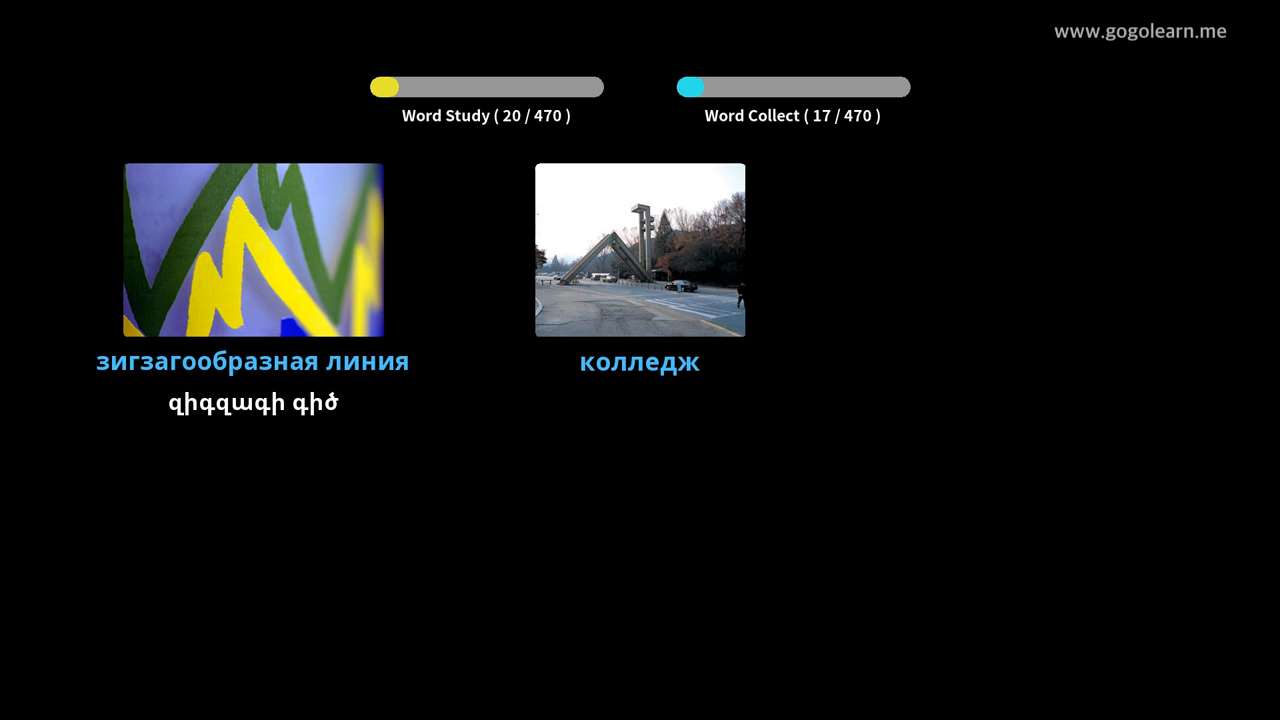 www.gogolearn.me
Word Study ( 20 / 470 )
Word Collect ( 17 / 470 )
зигзагообразная линия
զիգզագի գիծ
колледж